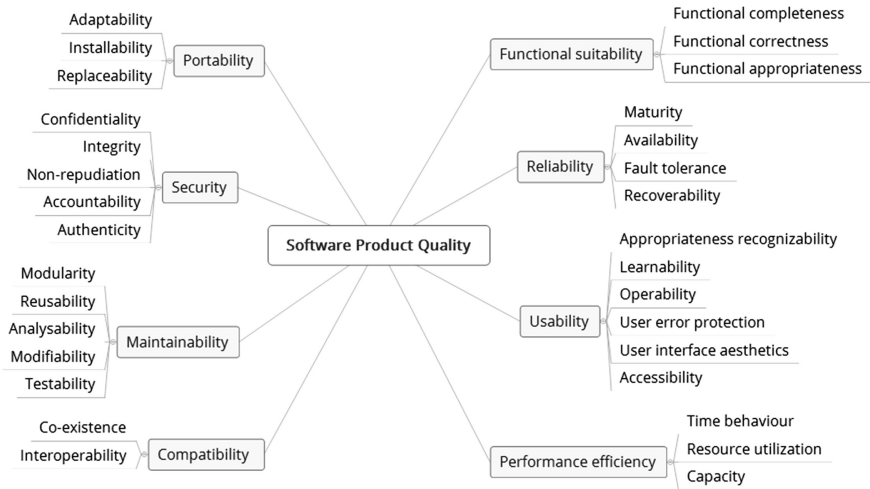 Software Product Quality
Portability
Adaptability
Installability
Replaceability
Security
Confidentiality
Integrity
Non-repudiation
Accountability
Authenticity
Maintainability
Modularity
Reusability
Analysability
Modifiability
Testability
Compatibility
Co-existence
Interoperability
Functional suitability
Functional completeness
Functional correctness
Functional appropriateness
Reliability
Maturity
Availability
Fault tolerance
Recoverability
Usability
Appropriateness recognizability
Learnability
Operability
User error protection
User interface aesthetics
Accessibility
Performance efficiency
Time behaviour
Resource utilization
Capacity